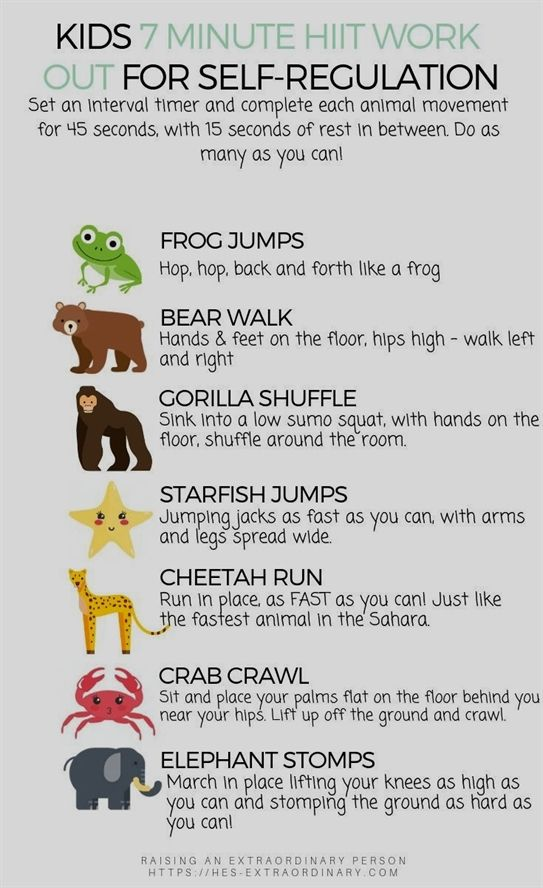 KIDS 7 MINUTE HIIT WORK
OUT FOR SELF-REGULATION
Set an interval timer and complete each animal movement
for 45 seconds, with 15 seconds of rest in between. Do as
many as you can!
FROG JUMPS
Hop, hop, back and forth like a frog
BEAR WALK
Hands & feet on the floor, hips high - walk left
and right
GORILLA SHUFFLE
Sink into a low sumo squat, with hands on the
floor, shuffle around the room.
STARFISH JUMPS
Jumping jacks as fast as you can, with arms
and legs spread wide.
CHEETAH RUN
Run in place, as FAST as you can! Just like
the fastest animal in the Sahara.
CRAB CRAWL
Sit and place your palms flat on the floor behind you
near your hips. Lift up off the ground and crawl.
ELEPHANT STOMPS
March in place lifting your knees as high as
you can and stomping the ground as hard as
you can!
RAISING AN EXTRAORDINARY PERSON
HTTPS://HES-EXTRAORDINARY.COM